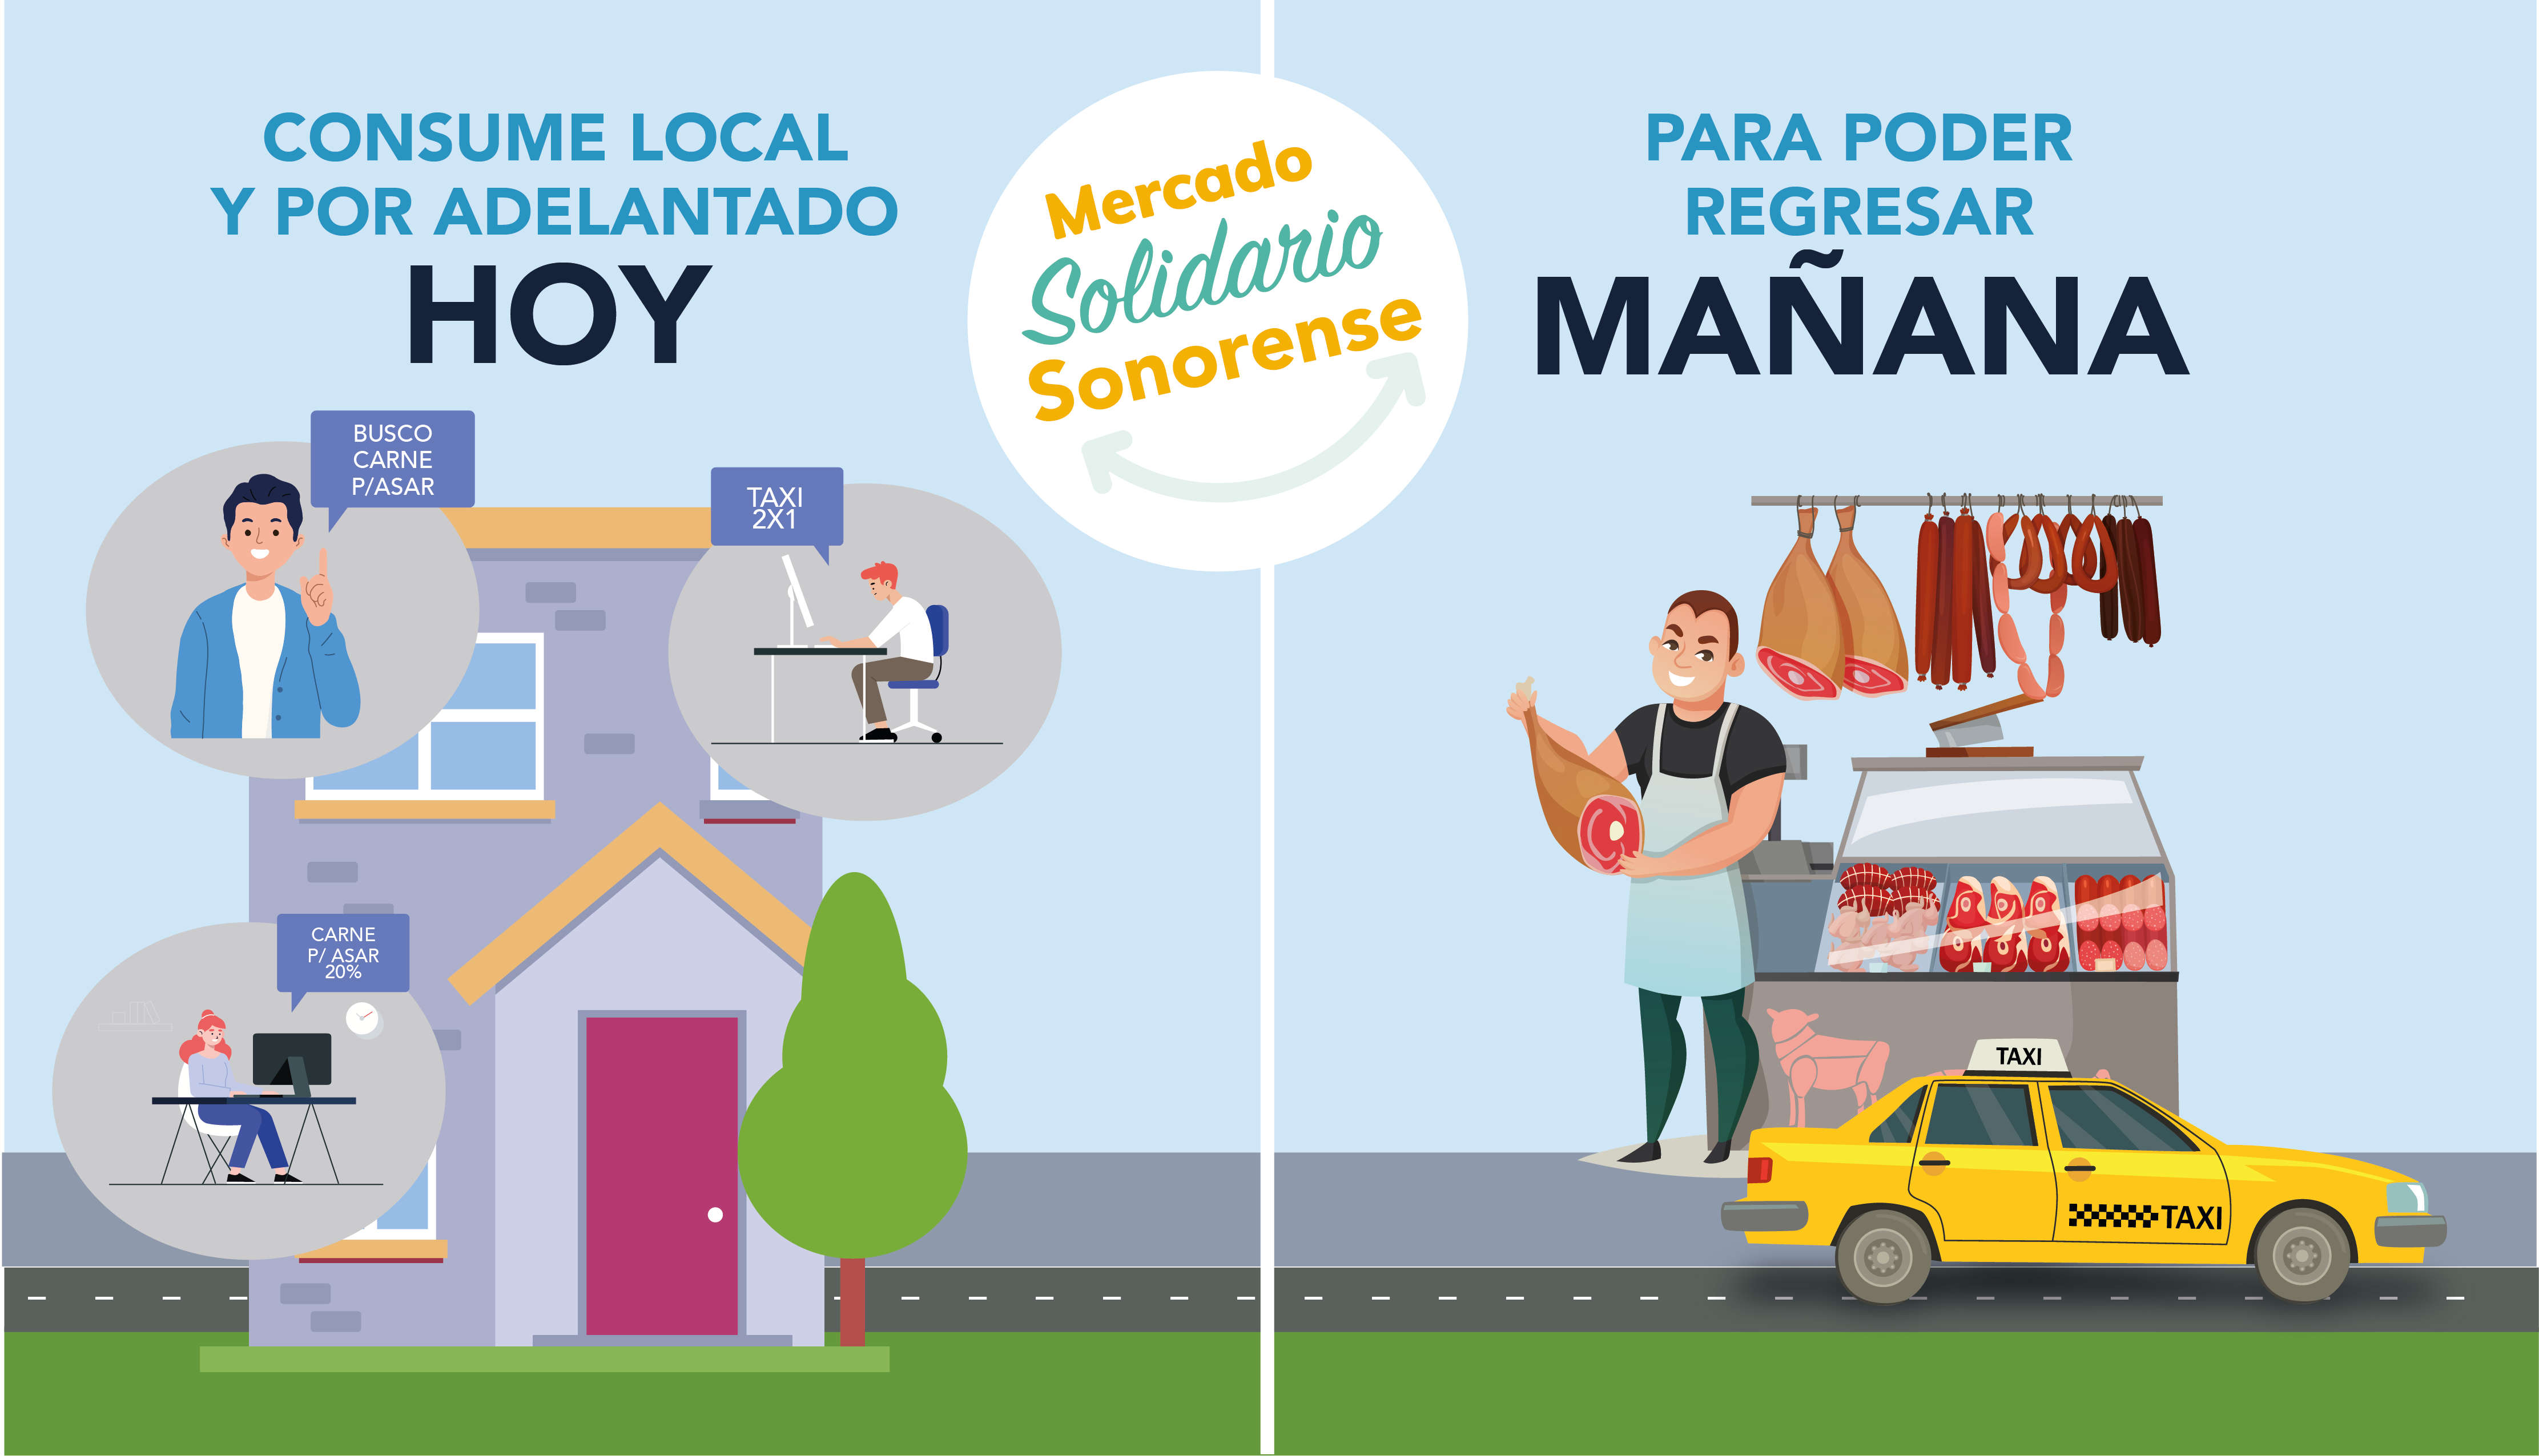 CONSUME LOCAL
Y POR ADELANTADO
HOY
Mercado
Solidario
Sonorense
PARA PODER
REGRESAR
MAÑANA
BUSCO
CARNE
P/ASAR
TAXI
2X1
CARNE
P/ ASAR
20%
TAXI
TAXI